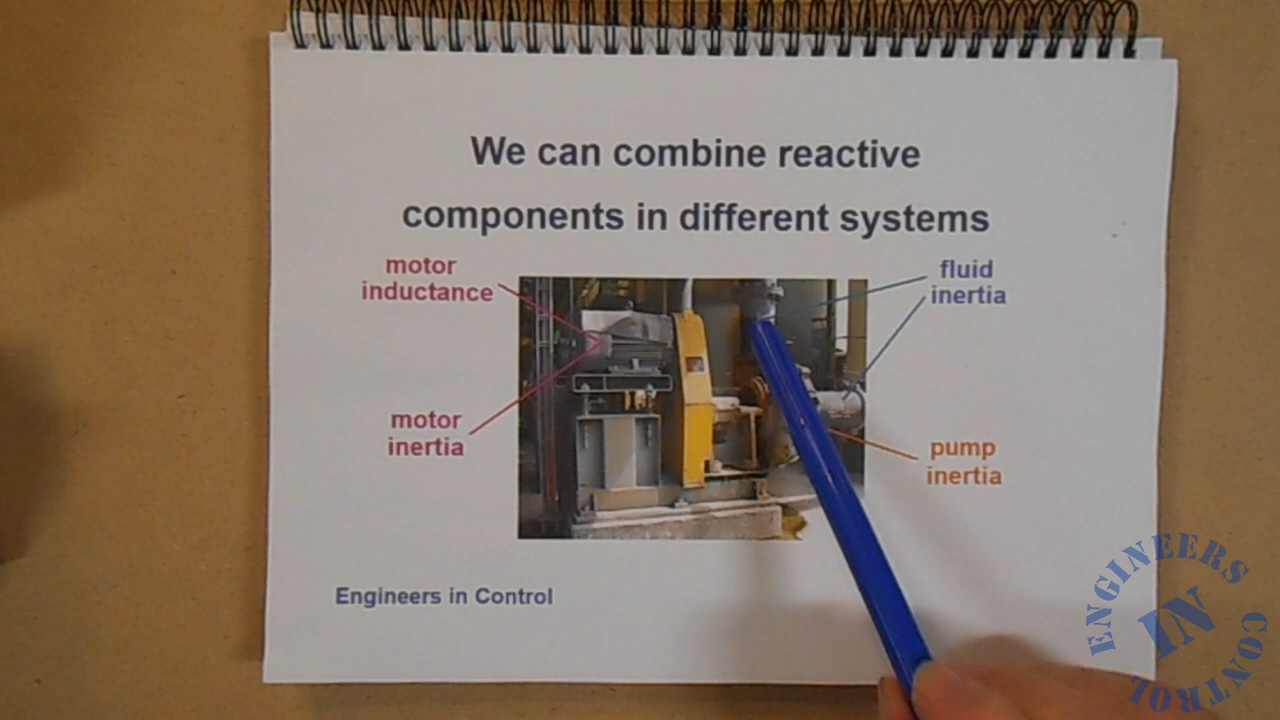 We can combine reactive
components in different systems
motor
inductance
fluid
inertia
motor
inertia
pump
inertia
Engineers in Control
ENGINEERS
IN
CONTROL